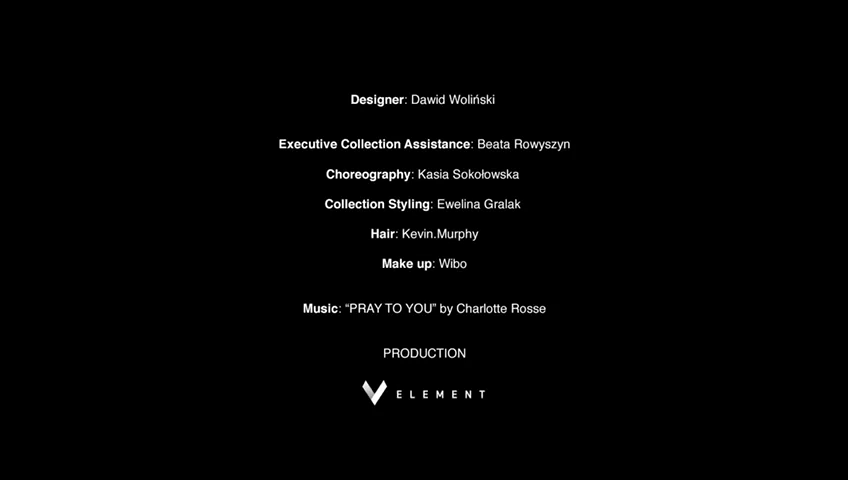 Designer: Dawid Woliński
Executive Collection Assistance: Beata Rowyszyn
Choreography: Kasia Sokołowska
Collection Styling: Ewelina Gralak
Hair: Kevin.Murphy
Make up: Wibo
Music: “PRAY TO YOU” by Charlotte Rosse
PRODUCTION
ELEMENT